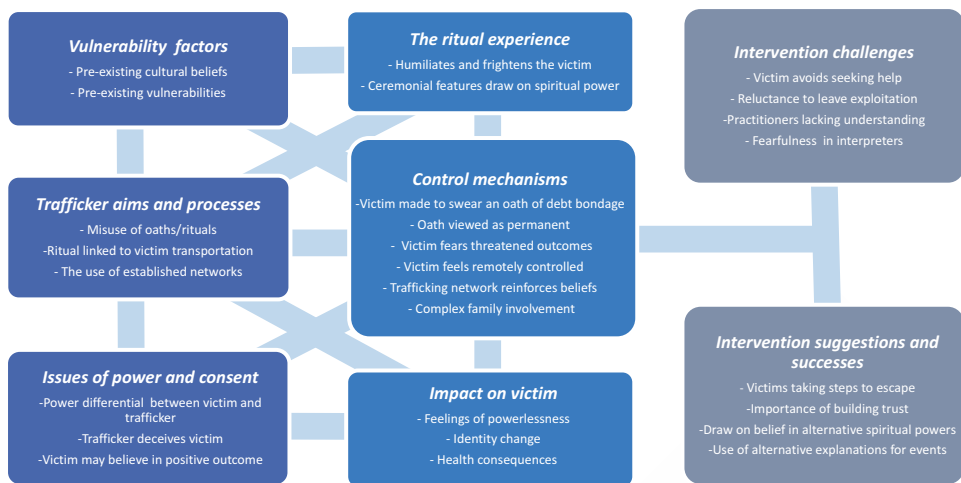 Vulnerability factors
- Pre-existing cultural beliefs
- Pre-existing vulnerabilities
The ritual experience
- Humiliates and frightens the victim
- Ceremonial features draw on spiritual power
Intervention challenges
- Victim avoids seeking help
- Reluctance to leave exploitation
-Practitioners lacking understanding
- Fearfulness in interpreters
Trafficker aims and processes
- Misuse of oaths/rituals
-Ritual linked to victim transportation
- The use of established networks
Control mechanisms
-Victim made to swear an oath of debt bondage
- Oath viewed as permanent
- Victim fears threatened outcomes
- Victim feels remotely controlled
- Trafficking network reinforces beliefs
- Complex family involvement
Issues of power and consent
-Power differential between victim and
trafficker
-Trafficker deceives victim
-Victim may believe in positive outcome
Impact on victim
- Feelings of powerlessness
- Identity change
- Health consequences
Intervention suggestions and
successes
- Victims taking steps to escape
- Importance of building trust
- Draw on belief in alternative spiritual powers
- Use of alternative explanations for events